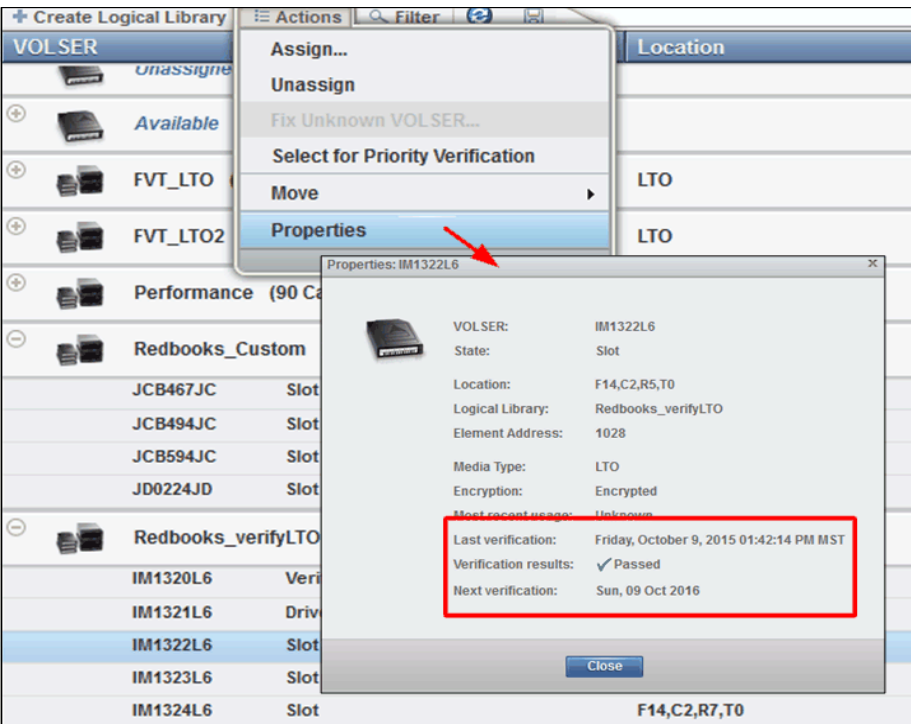 Create Logical Library Actions Filter
VOLSER Location
Assign...
Unassigne
Unassign
Available
Fix Unknown VOLSER...
Select for Priority Verification
FVT_LTO LTO
Move
FVT_LTO2 LTO
Properties
Properties: IM1322L6 x
Performance (90 Ca
VOLSER: IM1322L6
State: Slot
Redbooks_Custom
Location: F14,C2,R5,T0
JCB467JC Slot
Logical Library: Redbooks_verifyLTO
JCB494JC Slot
Element Address: 1028
JCB594JC Slot
Media Type: LTO
JD0224JD Slot
Encryption: Encrypted
Most recent usage: Unknown
Redbooks_verifyLTO
Last verification: Friday, October 9, 2015 01:42:14 PM MST
Verification results: Passed
IM1320L6 Veri
Next verification: Sun, 09 Oct 2016
IM1321L6 Driv
IM1322L6 Slot
Close
IM1323L6 Slot
IM1324L6 Slot F14,C2,R7,T0